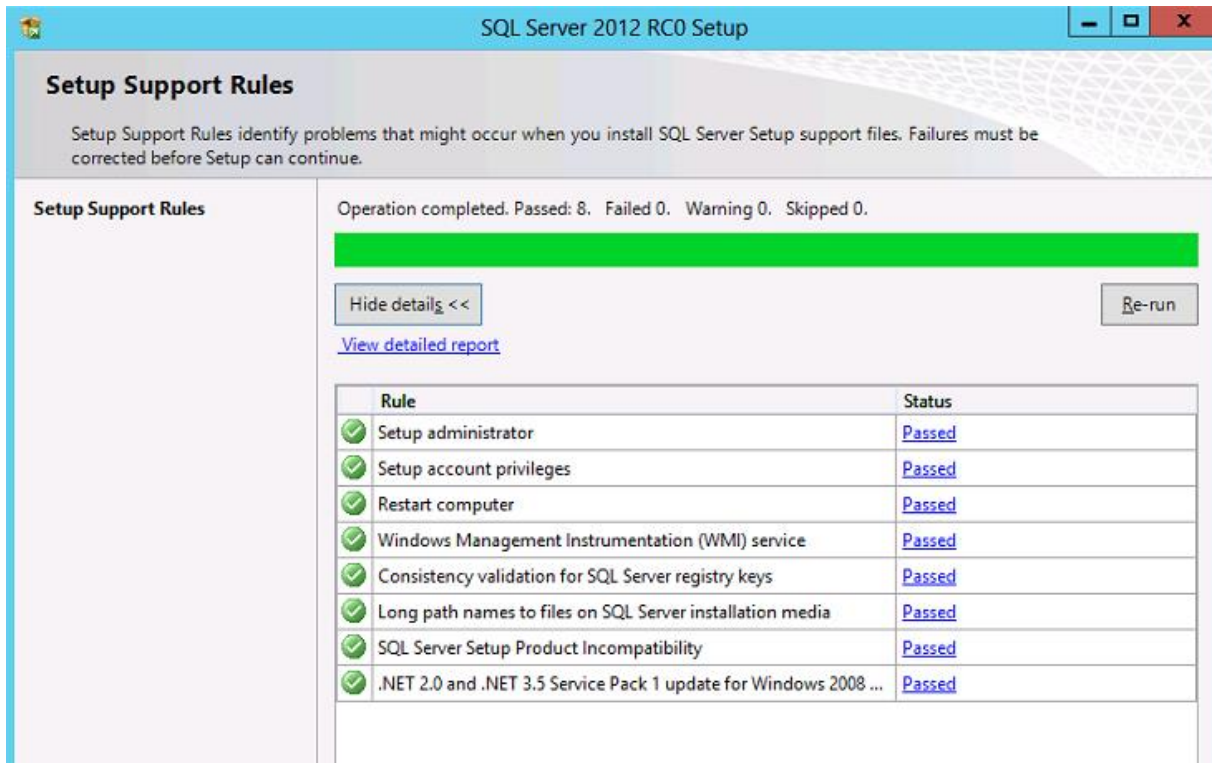 SQL Server 2012 RC0 Setup
Setup Support Rules
Setup Support Rules identify problems that might occur when you install SQL Server Setup support files. Failures must be
corrected before Setup can continue.
Setup Support Rules
Operation completed. Passed: 8.   Failed 0.   Warning 0.   Skipped 0.
Hide details <<
Re-run
View detailed report
Rule Status
Setup administrator Passed
Setup account privileges Passed
Restart computer Passed
Windows Management Instrumentation (WMI) service Passed
Consistency validation for SQL Server registry keys Passed
Long path names to files on SQL Server installation media Passed
SQL Server Setup Product Incompatibility Passed
.NET 2.0 and .NET 3.5 Service Pack 1 update for Windows 2008 ... Passed